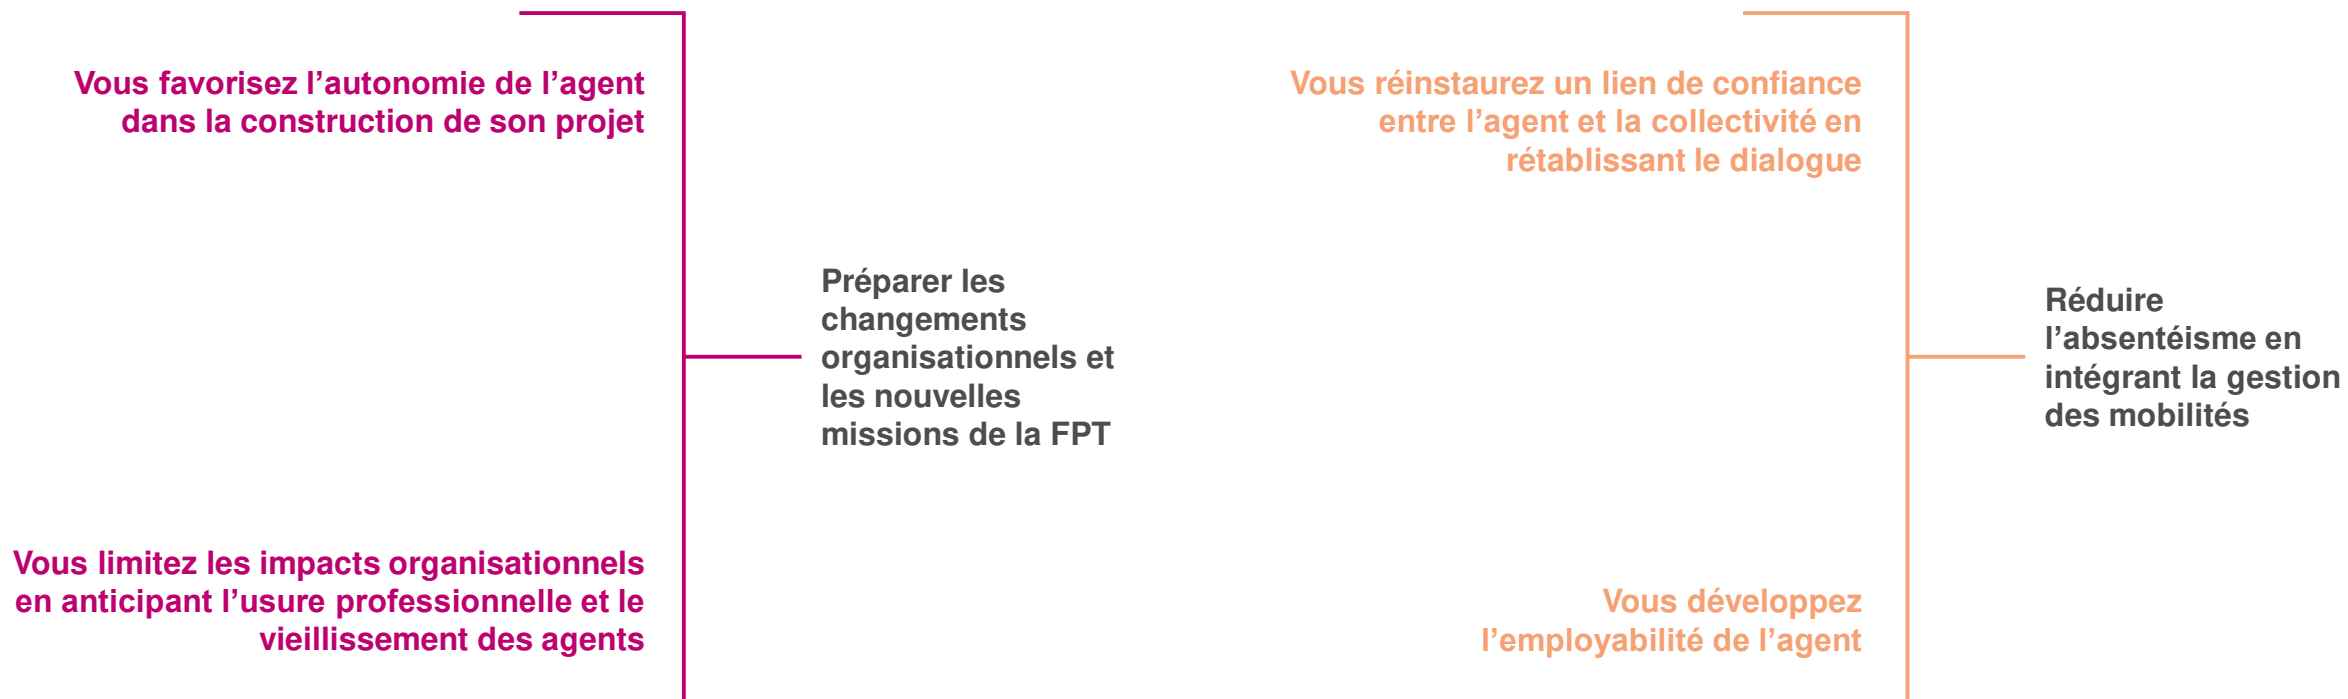 Vous favorisez l’autonomie de l’agent
dans la construction de son projet
Préparer les
changements
organisationnels et
les nouvelles
missions de la FPT
Vous limitez les impacts organisationnels
en anticipant l’usure professionnelle et le
vieillissement des agents
Vous réinstaurez un lien de confiance
entre l’agent et la collectivité en
rétablissant le dialogue
Réduire
l’absentéisme en
intégrant la gestion
des mobilités
Vous développez
l’employabilité de l’agent